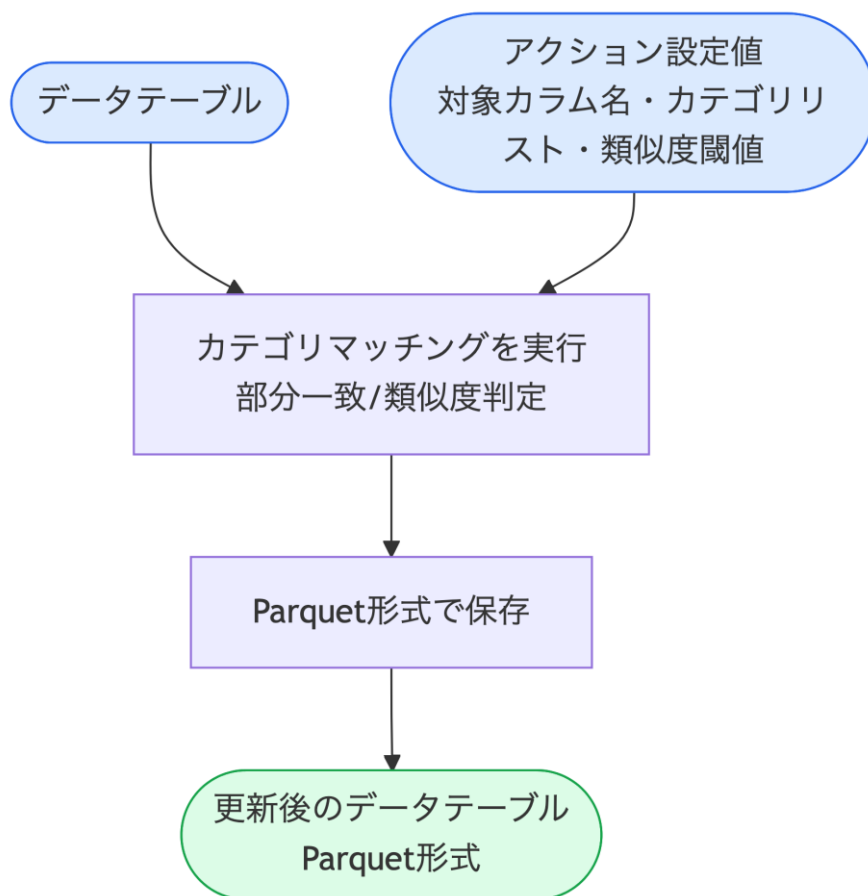 データテーブル
アクション設定値
対象カラム名・カテゴリリ
スト・類似度閾値
カテゴリマッチングを実行
部分一致/類似度判定
Parquet形式で保存
更新後のデータテーブル
Parquet形式